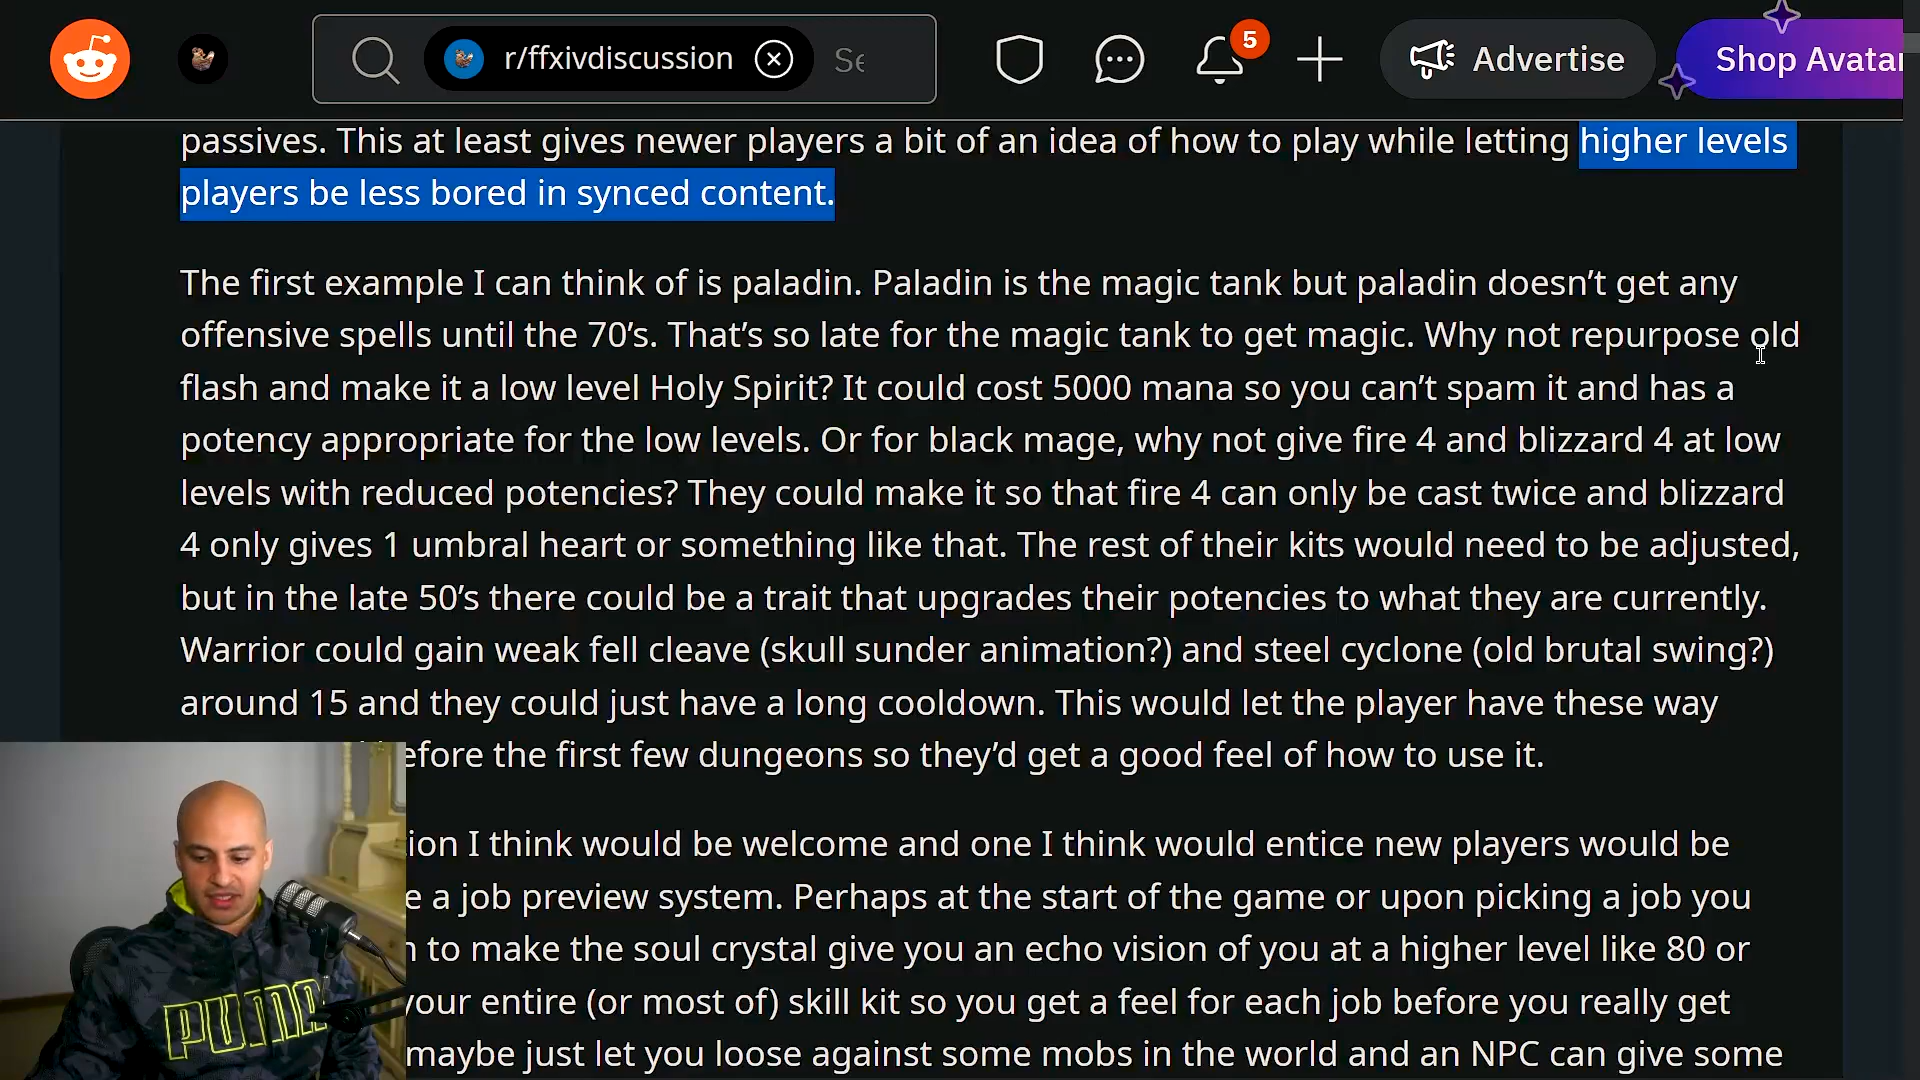 r/ffxivdiscussion
Se
5
Advertise
Shop Avatar
passives. This at least gives newer players a bit of an idea of how to play while letting higher levels
players be less bored in synced content.
The first example I can think of is paladin. Paladin is the magic tank but paladin doesn’t get any
offensive spells until the 70’s. That’s so late for the magic tank to get magic. Why not repurpose old
flash and make it a low level Holy Spirit? It could cost 5000 mana so you can’t spam it and has a
potency appropriate for the low levels. Or for black mage, why not give fire 4 and blizzard 4 at low
levels with reduced potencies? They could make it so that fire 4 can only be cast twice and blizzard
4 only gives 1 umbral heart or something like that. The rest of their kits would need to be adjusted,
but in the late 50’s there could be a trait that upgrades their potencies to what they are currently.
Warrior could gain weak fell cleave (skull sunder animation?) and steel cyclone (old brutal swing?)
around 15 and they could just have a long cooldown. This would let the player have these way
efore the first few dungeons so they’d get a good feel of how to use it.
ion I think would be welcome and one I think would entice new players would be
e a job preview system. Perhaps at the start of the game or upon picking a job you
n to make the soul crystal give you an echo vision of you at a higher level like 80 or
your entire (or most of) skill kit so you get a feel for each job before you really get
maybe just let you loose against some mobs in the world and an NPC can give some
PUMA